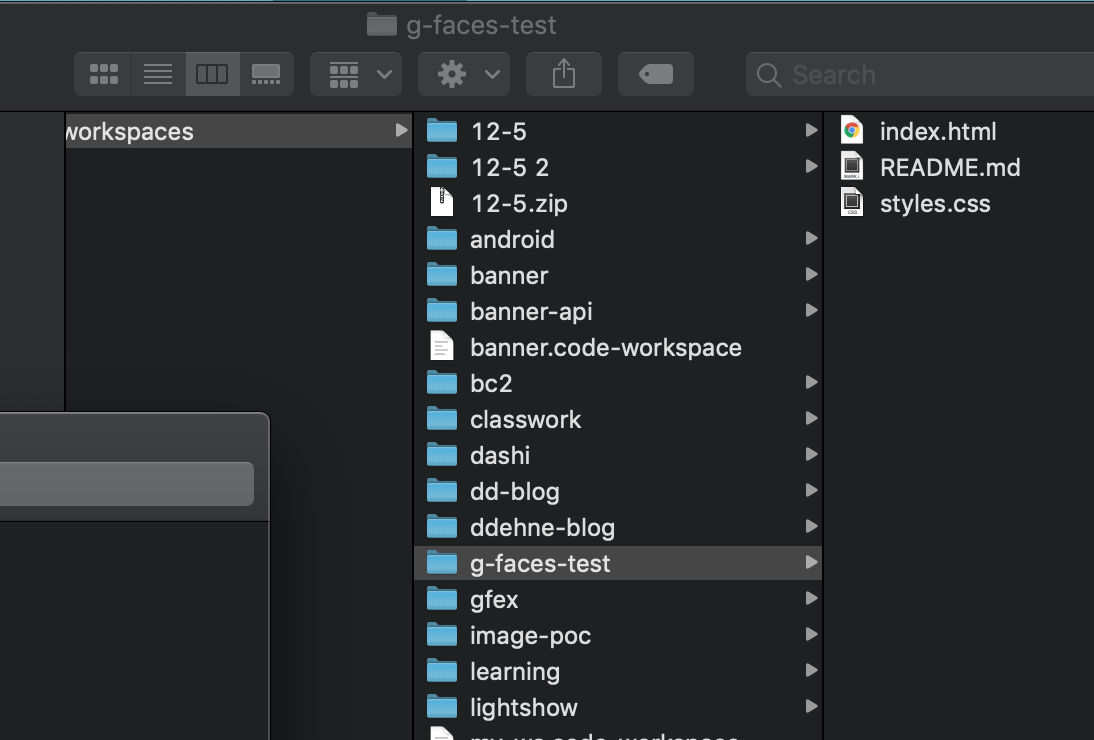 g-faces-test
Search
workspaces
12-5
12-5 2
12-5.zip
android
banner
banner-api
banner.code-workspace
bc2
classwork
dashi
dd-blog
ddehne-blog
g-faces-test
gfex
image-poc
learning
lightshow
index.html
README.md
styles.css